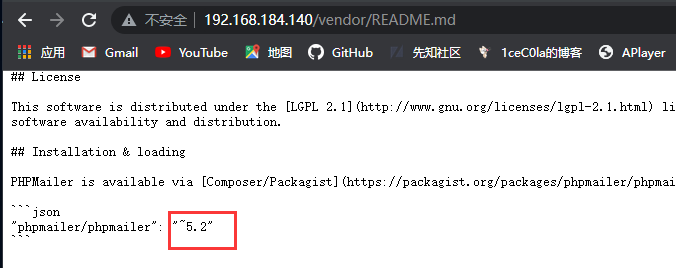 不安全 | 192.168.184.140/vendor/README.md
应用 Gmail YouTube 地图 GitHub 先知社区 1ceC0la的博客 APlayer
## License
This software is distributed under the [LGPL 2.1](http://www.gnu.org/licenses/lgpl-2.1.html) li
software availability and distribution.
## Installation & loading
PHPMailer is available via [Composer/Packagist](https://packagist.org/packages/phpmailer/phpmai
```json
"phpmailer/phpmailer": "~5.2"
```